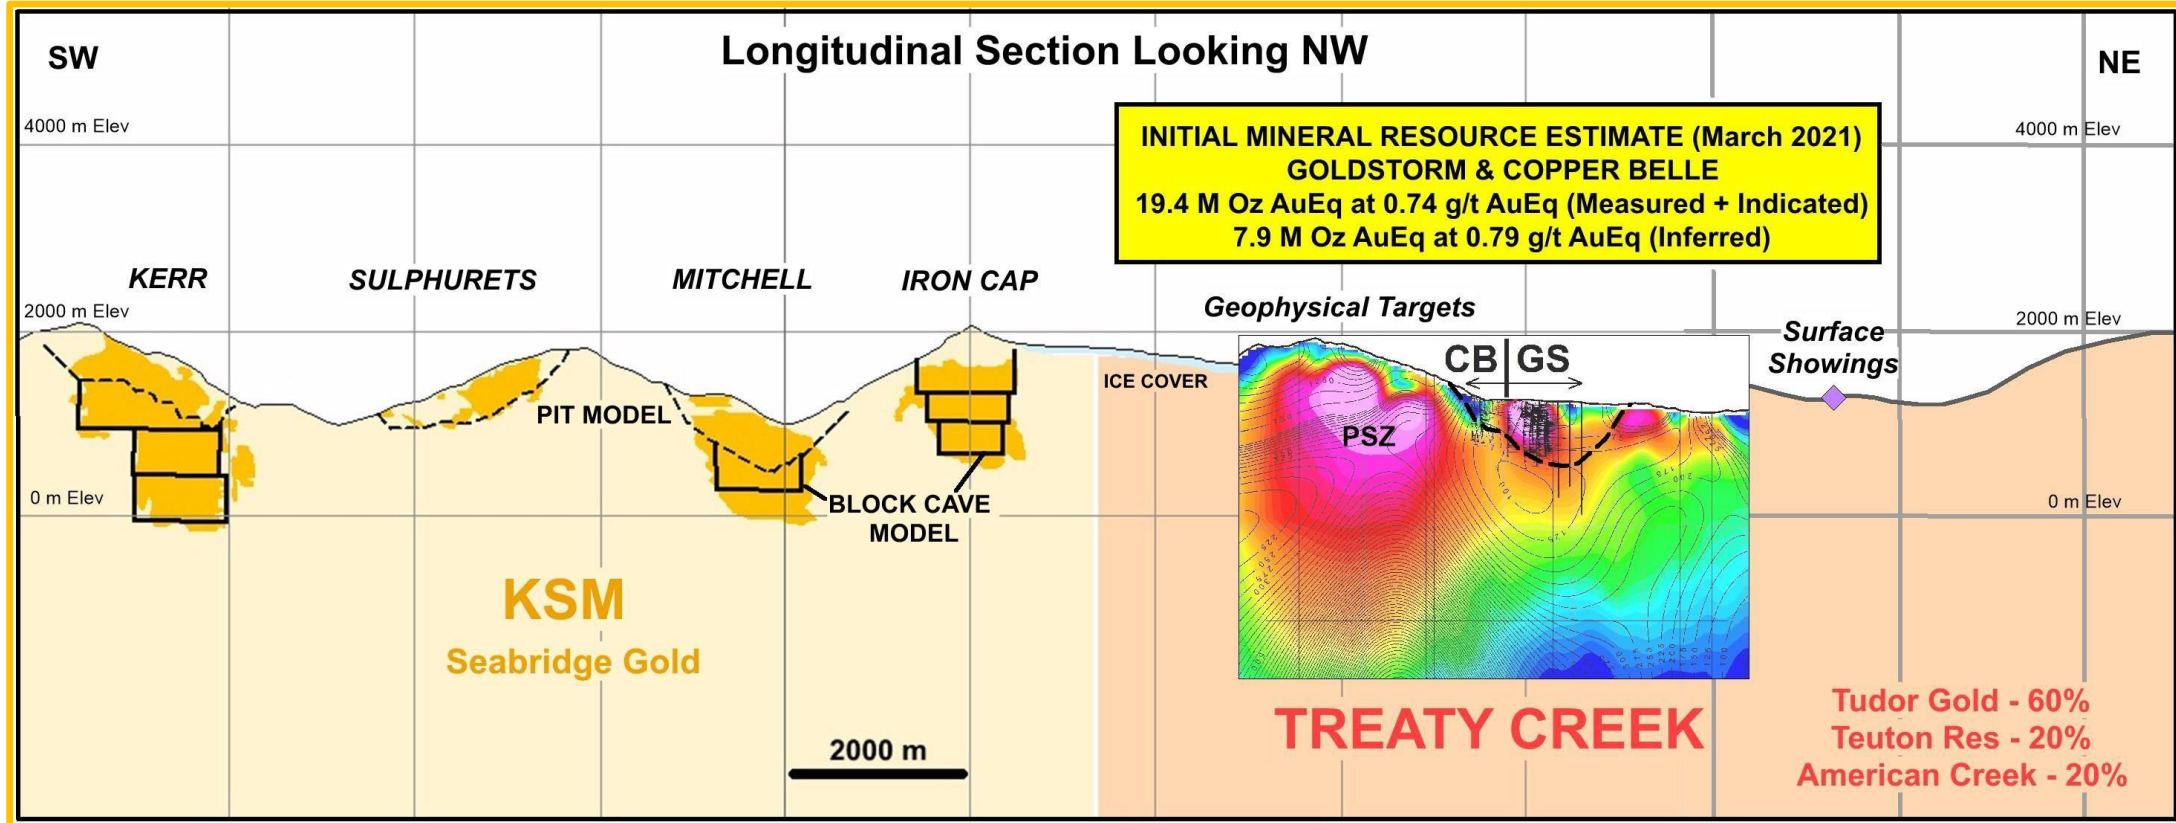 SW
Longitudinal Section Looking NW
NE
4000 m Elev
4000 m Elev
INITIAL MINERAL RESOURCE ESTIMATE (March 2021)
GOLDSTORM & COPPER BELLE
19.4 M Oz AuEq at 0.74 g/t AuEq (Measured + Indicated)
7.9 M Oz AuEq at 0.79 g/t AuEq (Inferred)
KERR
SULPHURETS
MITCHELL
IRON CAP
2000 m Elev
Geophysical Targets
2000 m Elev
Surface
Showings
CB GS
ICE COVER
PIT MODEL
PSZ
0 m Elev
BLOCK CAVE
MODEL
0 m Elev
KSM
Seabridge Gold
TREATY CREEK
Tudor Gold - 60%
Teuton Res - 20%
American Creek - 20%
2000 m